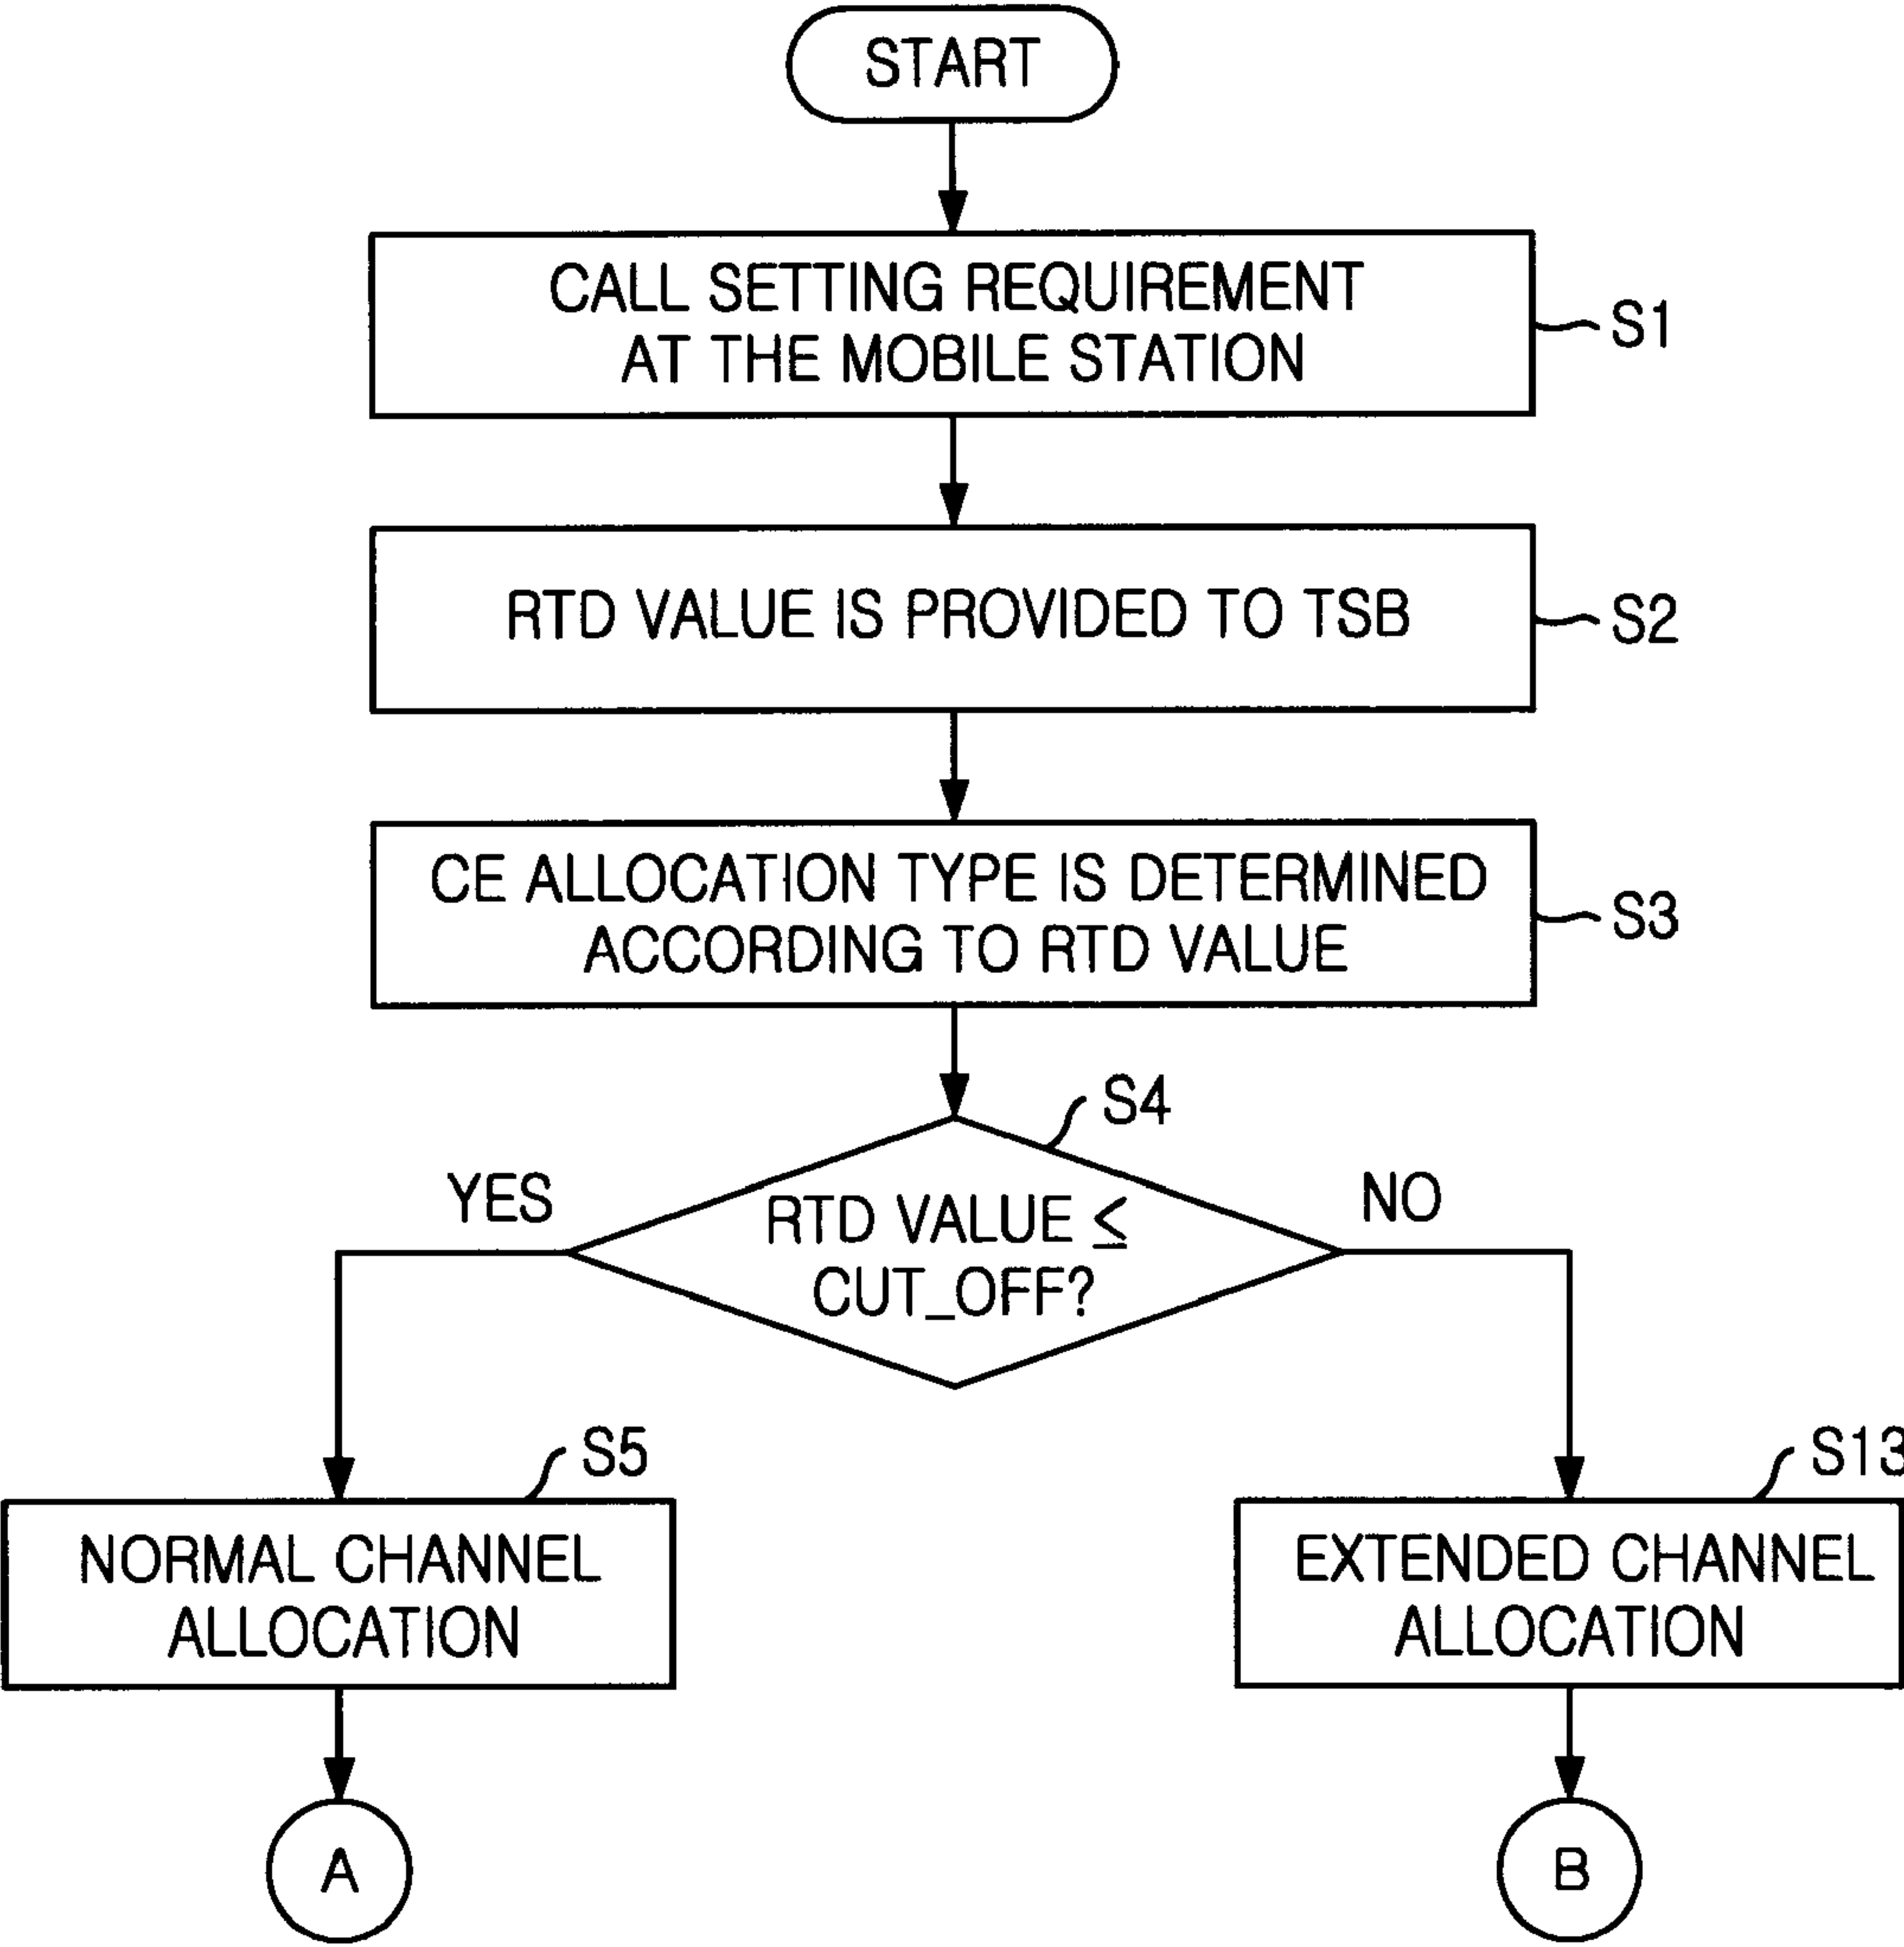 START
CALL SETTING REQUIREMENT
AT THE MOBILE STATION
S1
RTD VALUE IS PROVIDED TO TSB
S2
CE ALLOCATION TYPE IS DETERMINED
ACCORDING TO RTD VALUE
S3
S4
YES
RTD VALUE ≤
CUT_OFF?
NO
S5
NORMAL CHANNEL
ALLOCATION
S13
EXTENDED CHANNEL
ALLOCATION
A
B